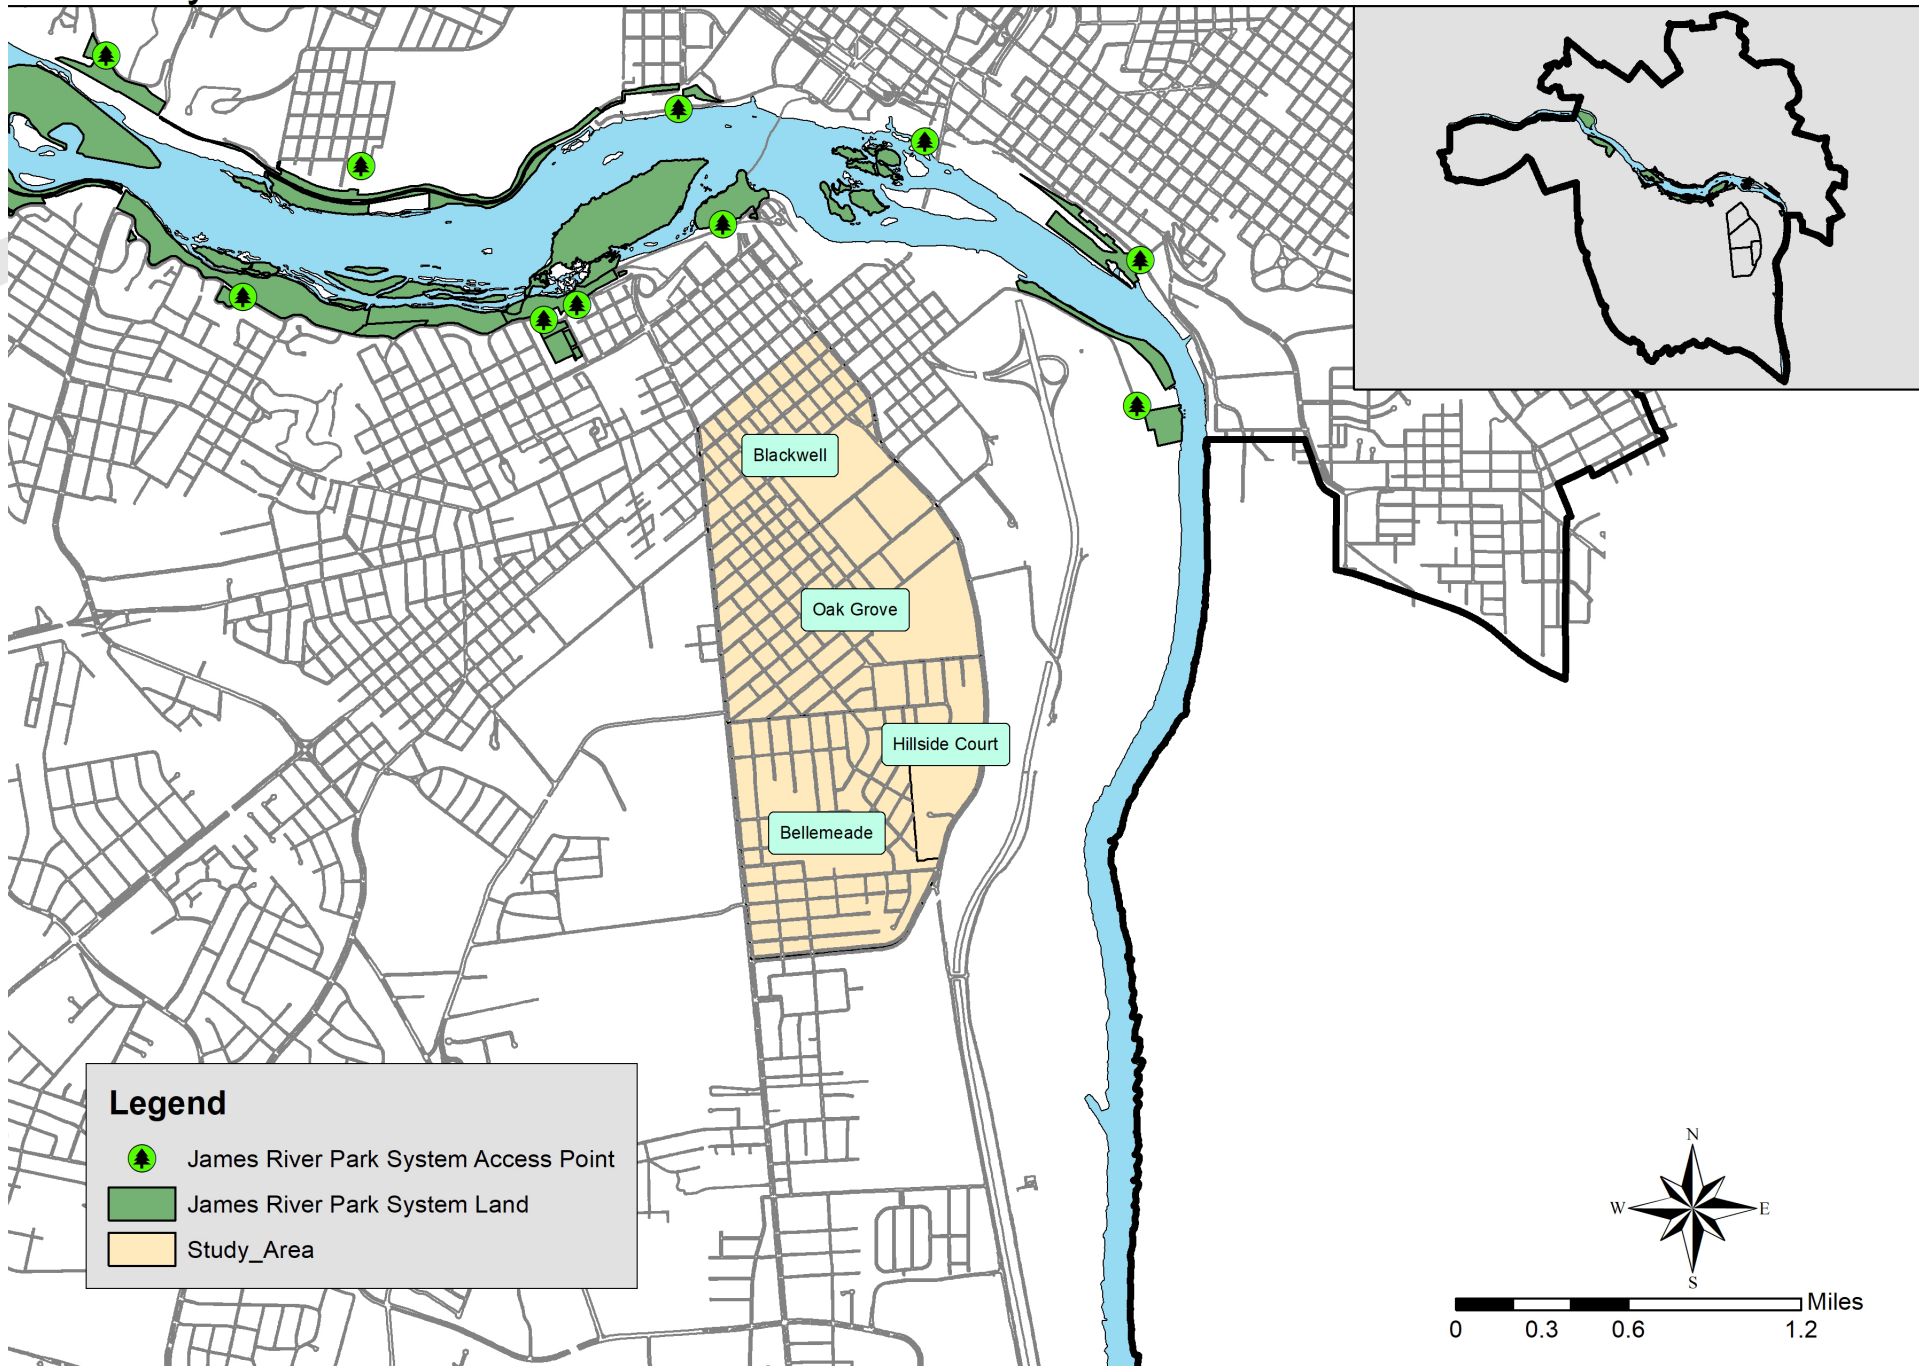 Blackwell
Oak Grove
Hillside Court
Bellemeade
Legend
James River Park System Access Point
James River Park System Land
Study_Area
N
W
E
S
Miles
0 0.3 0.6 1.2